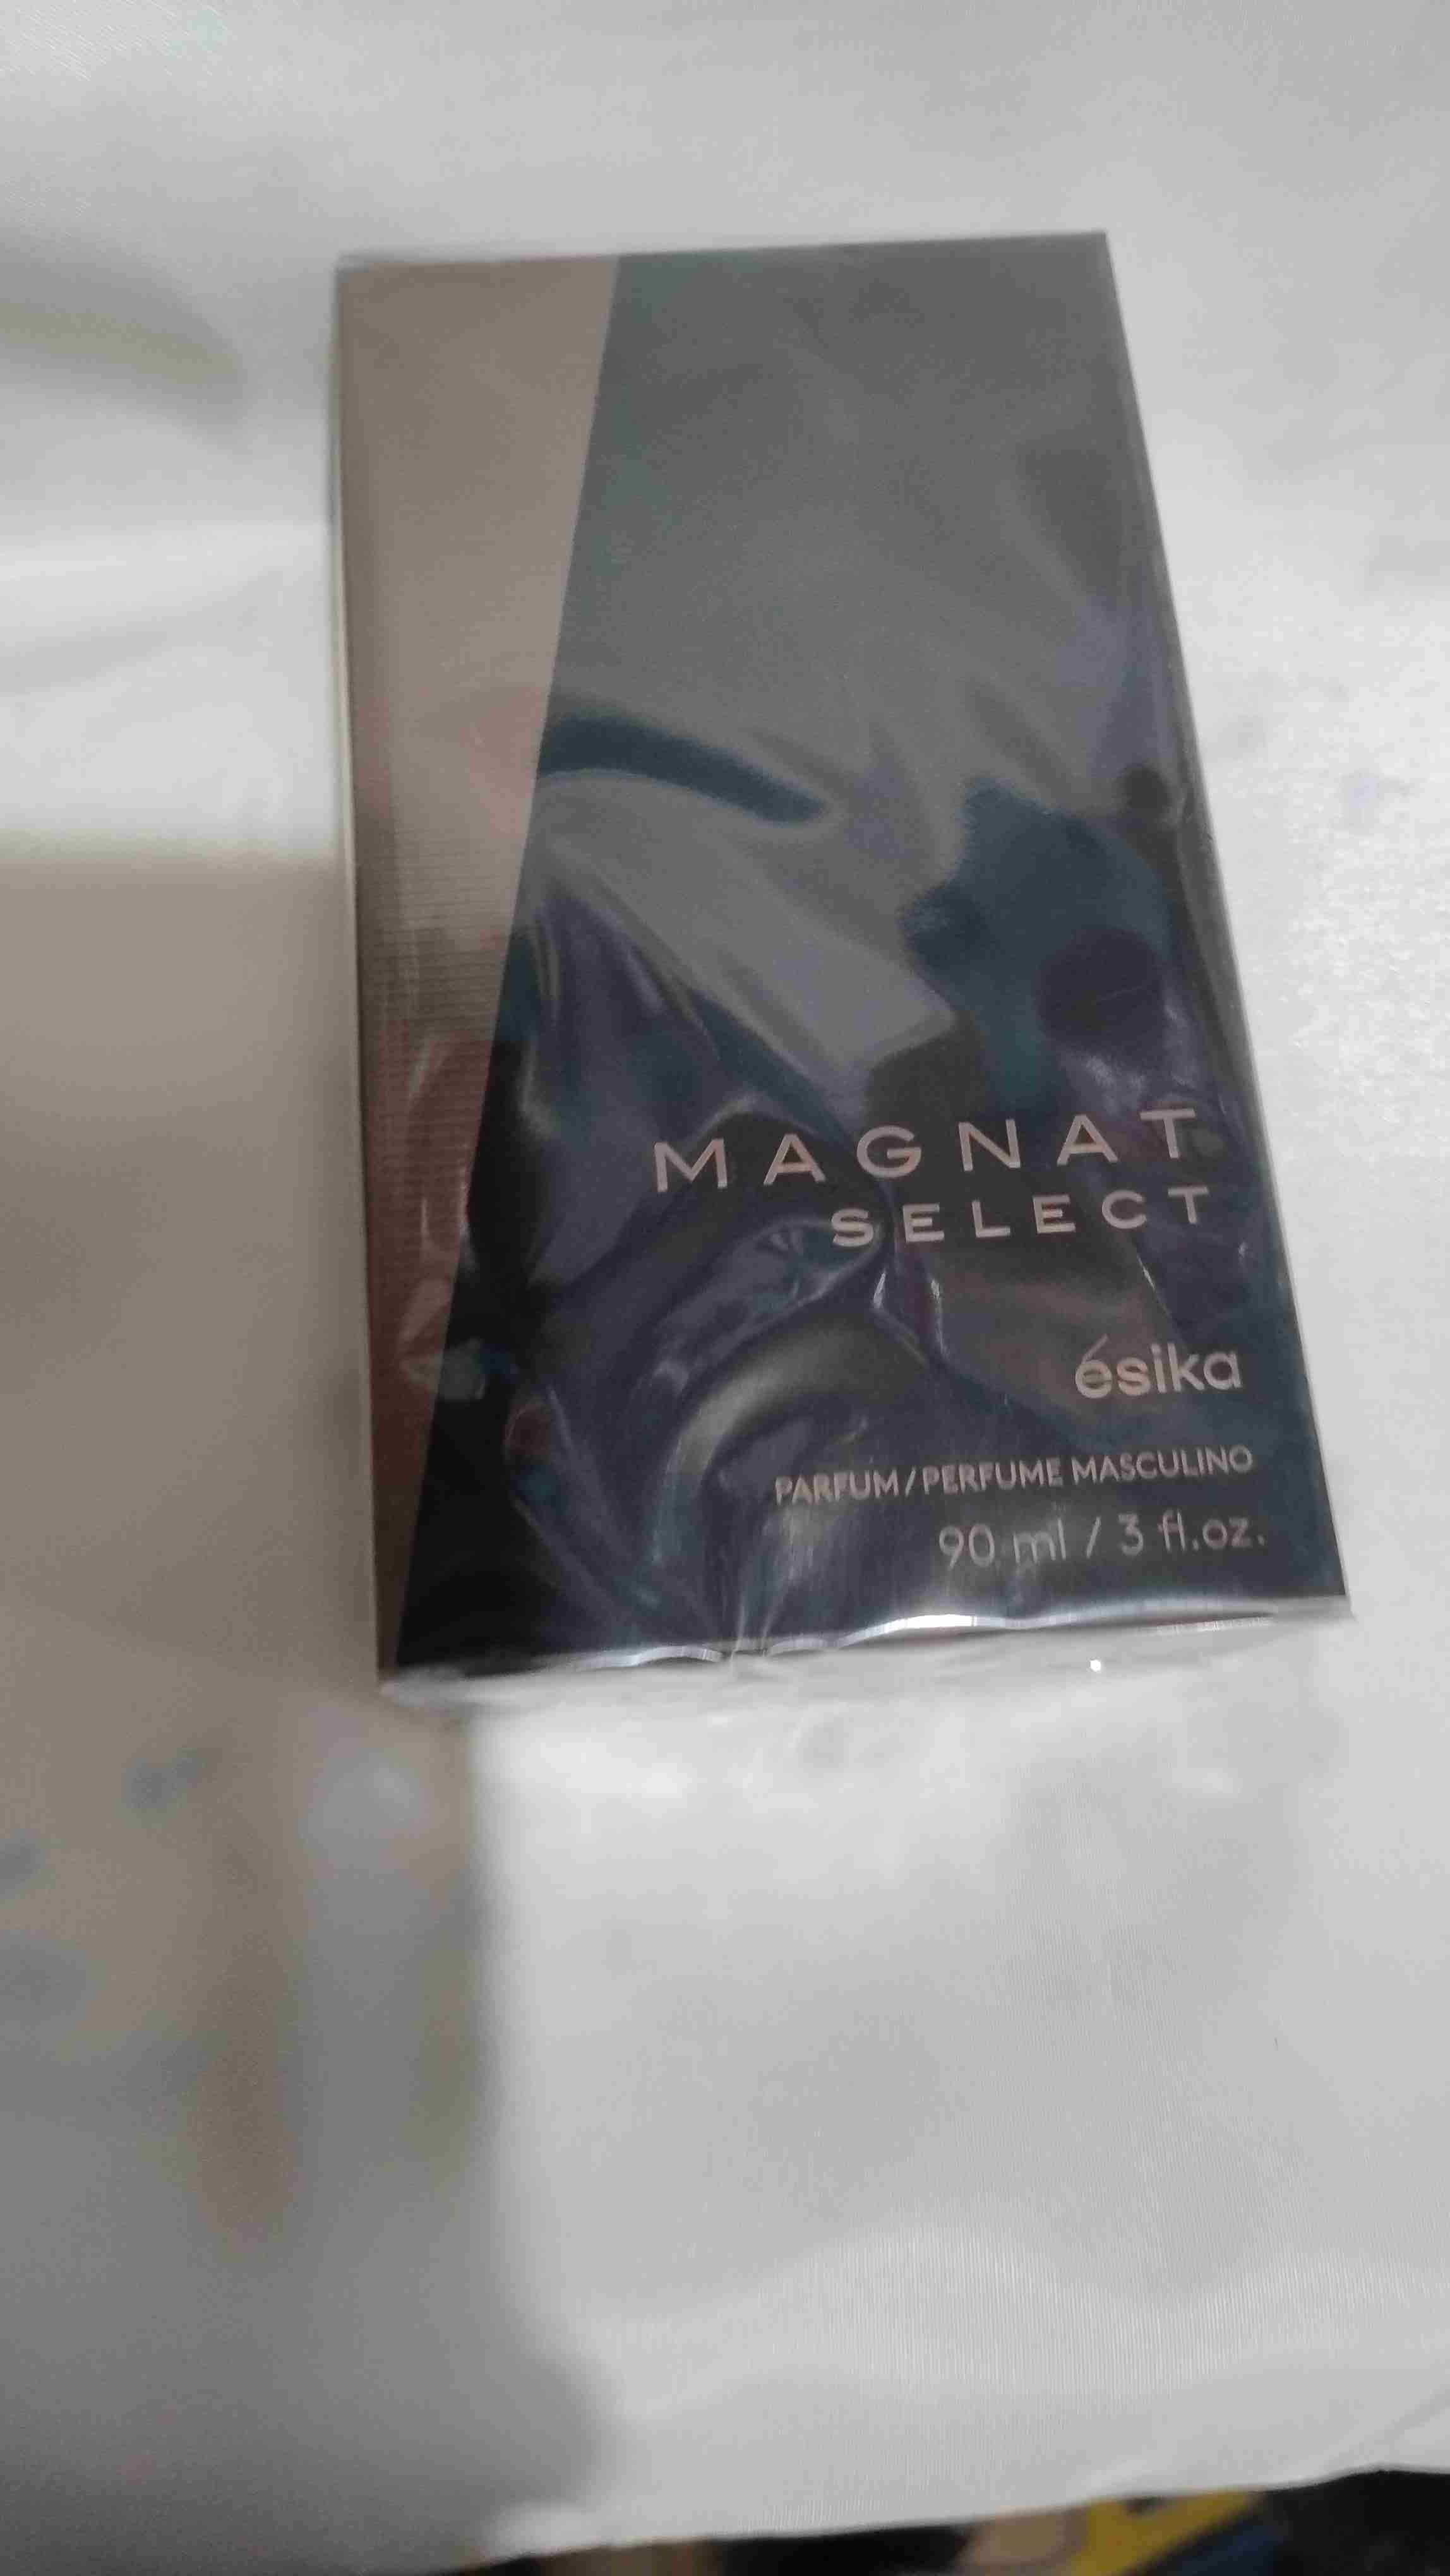 MAGNAT
SELECT
ésika
PARFUM/PERFUME MASCULINO
90 ml / 3 fl.oz.